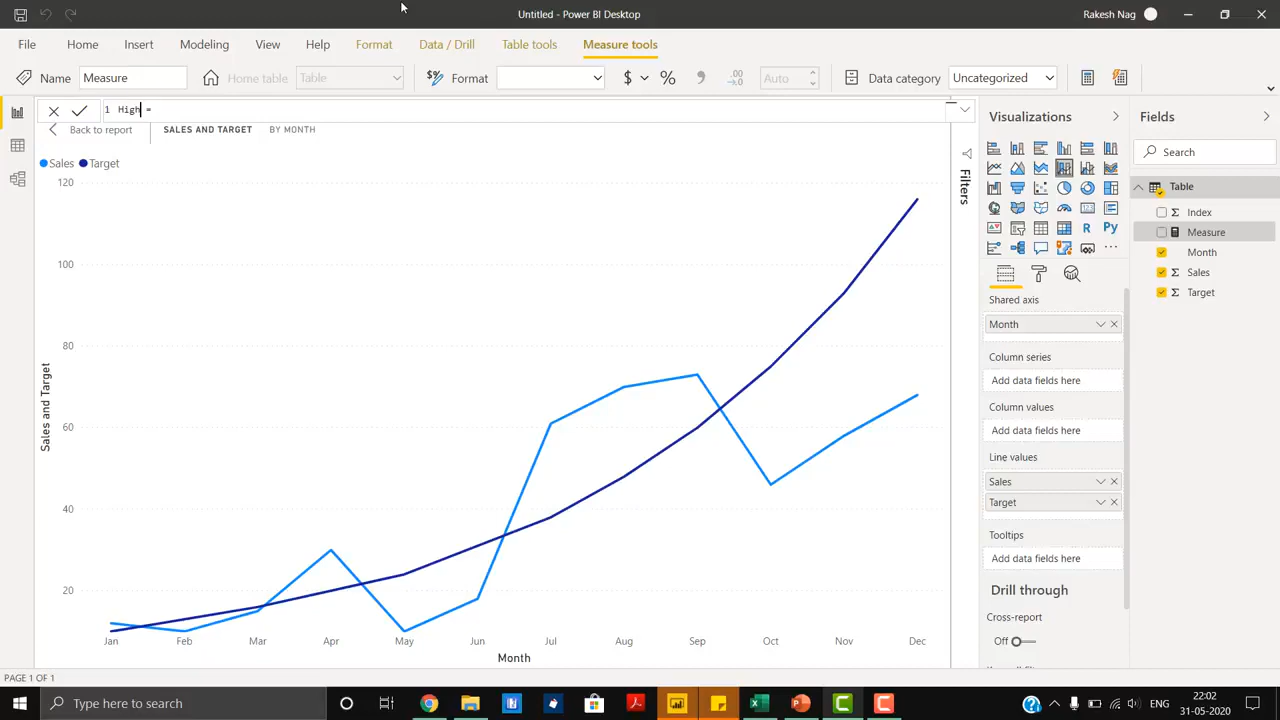 Untitled - Power BI Desktop
Rakesh Nag
File Home Insert Modeling View Help Format Data / Drill Table tools Measure tools
Name Measure Home table Table Format $ % Auto Data category Uncategorized
1 High =
Back to report SALES AND TARGET BY MONTH
Sales Target
120
100
80
60
40
20
Sales and Target
Jan Feb Mar Apr May Jun Jul Aug Sep Oct Nov Dec
Month
Filters
Visualizations
R Py
Shared axis
Month
Column series
Add data fields here
Column values
Add data fields here
Line values
Sales
Target
Tooltips
Add data fields here
Drill through
Cross-report
Off
Fields
Search
Table
Index
Measure
Month
Sales
Target
PAGE 1 OF 1
Type here to search
22:02
31-05-2020